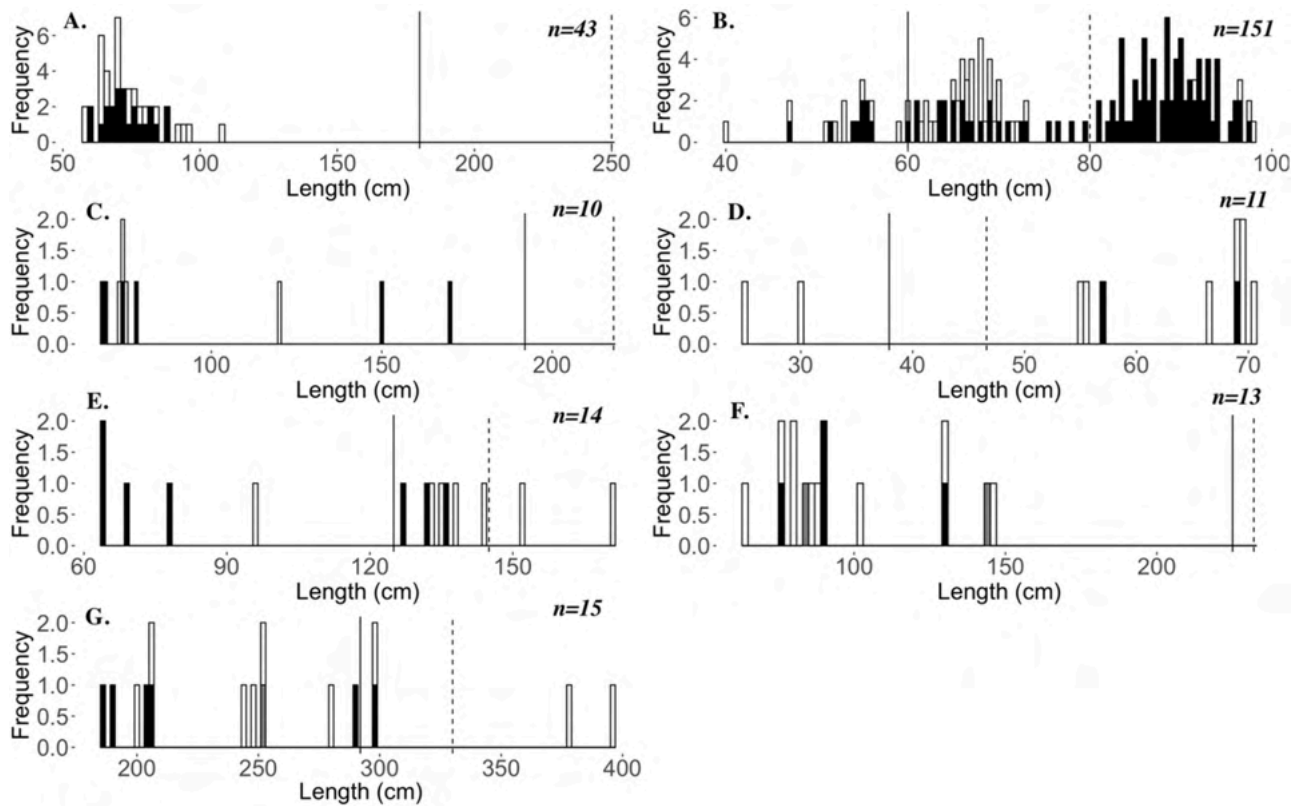 A.
n=43
Frequency
6
4
2
0
50
100
150
200
250
Length (cm)
B.
n=151
Frequency
6
4
2
0
40
60
80
100
Length (cm)
C.
n=10
Frequency
2.0
1.5
1.0
0.5
0.0
100
150
200
Length (cm)
D.
n=11
Frequency
2.0
1.5
1.0
0.5
0.0
30
40
50
60
70
Length (cm)
E.
n=14
Frequency
2.0
1.5
1.0
0.5
0.0
60
90
120
150
Length (cm)
F.
n=13
Frequency
2.0
1.5
1.0
0.5
0.0
100
150
200
Length (cm)
G.
n=15
Frequency
2.0
1.5
1.0
0.5
0.0
200
250
300
350
400
Length (cm)